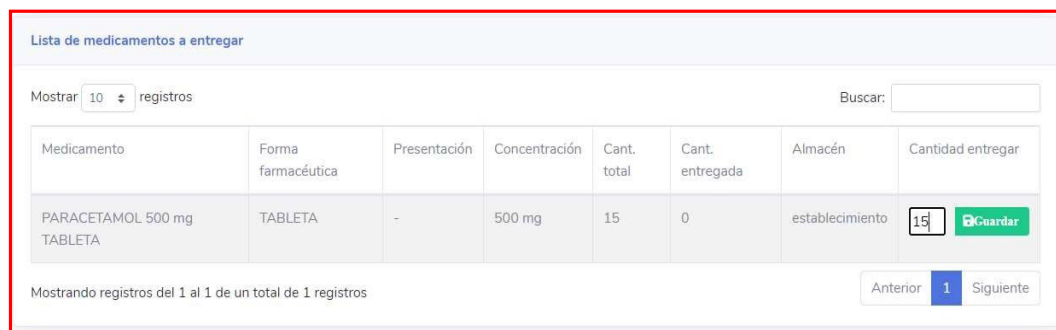 Lista de medicamentos a entregar
Mostrar 10 registros Buscar:
Medicamento Forma farmacéutica Presentación Concentración Cant. total Cant. entregada Almacén Cantidad entregar
PARACETAMOL 500 mg TABLETA TABLETA - 500 mg 15 0 establecimiento 15 Guardar
Mostrando registros del 1 al 1 de un total de 1 registros Anterior 1 Siguiente